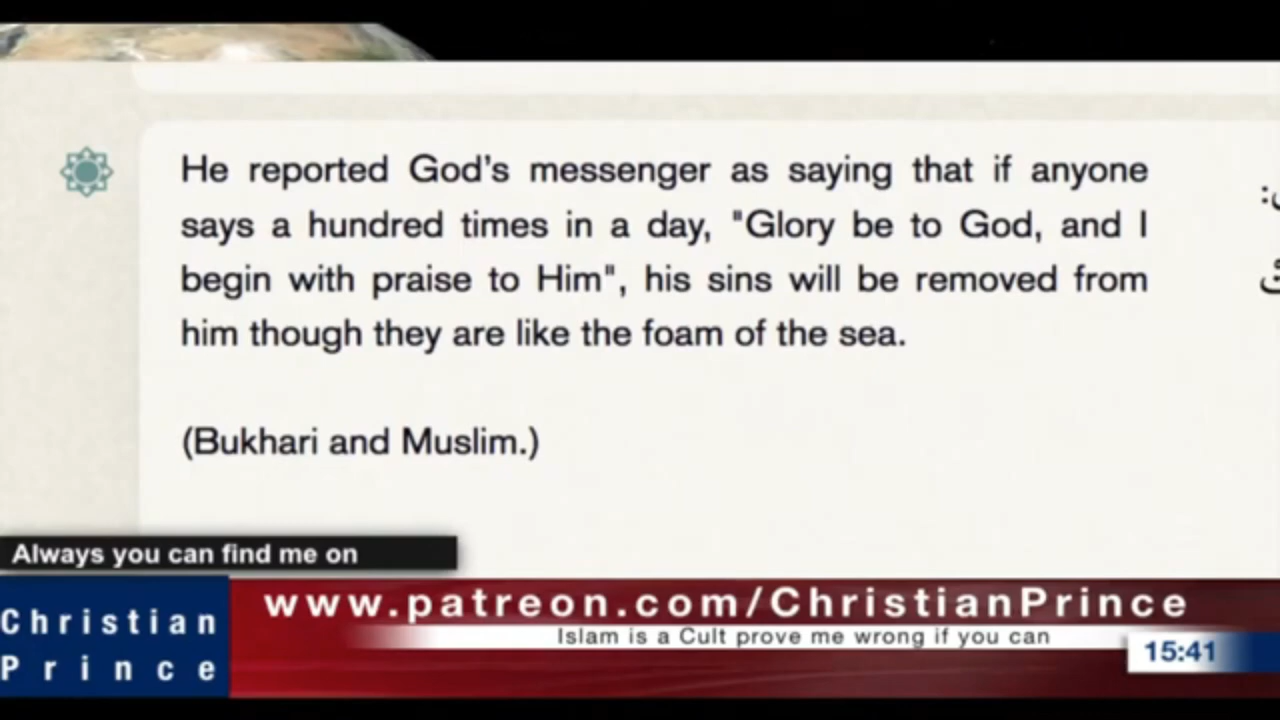 He reported God's messenger as saying that if anyone
says a hundred times in a day, "Glory be to God, and I
begin with praise to Him", his sins will be removed from
him though they are like the foam of the sea.
(Bukhari and Muslim.)
Always you can find me on
Christian
Prince
www.patreon.com/ChristianPrince
Islam is a Cult prove me wrong if you can
15:41